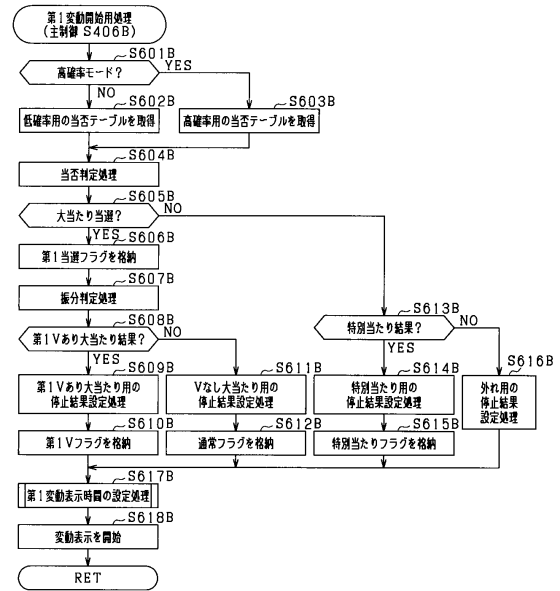 第1変動開始用処理
(主制御 S406B)
S601B
高確率モード?
YES
NO
S602B
低確率用の当否テーブルを取得
S603B
高確率用の当否テーブルを取得
S604B
当否判定処理
S605B
大当たり当選?
NO
YES
S606B
第1当選フラグを格納
S607B
振分判定処理
S608B
第1Vあり大当たり結果?
NO
YES
S613B
特別当たり結果?
NO
YES
S609B
第1Vあり大当たり用の
停止結果設定処理
S611B
Vなし大当たり用の
停止結果設定処理
S614B
特別当たり用の
停止結果設定処理
S616B
外れ用の
停止結果
設定処理
S610B
第1Vフラグを格納
S612B
通常フラグを格納
S615B
特別当たりフラグを格納
S617B
第1変動表示時間の設定処理
S618B
変動表示を開始
RET